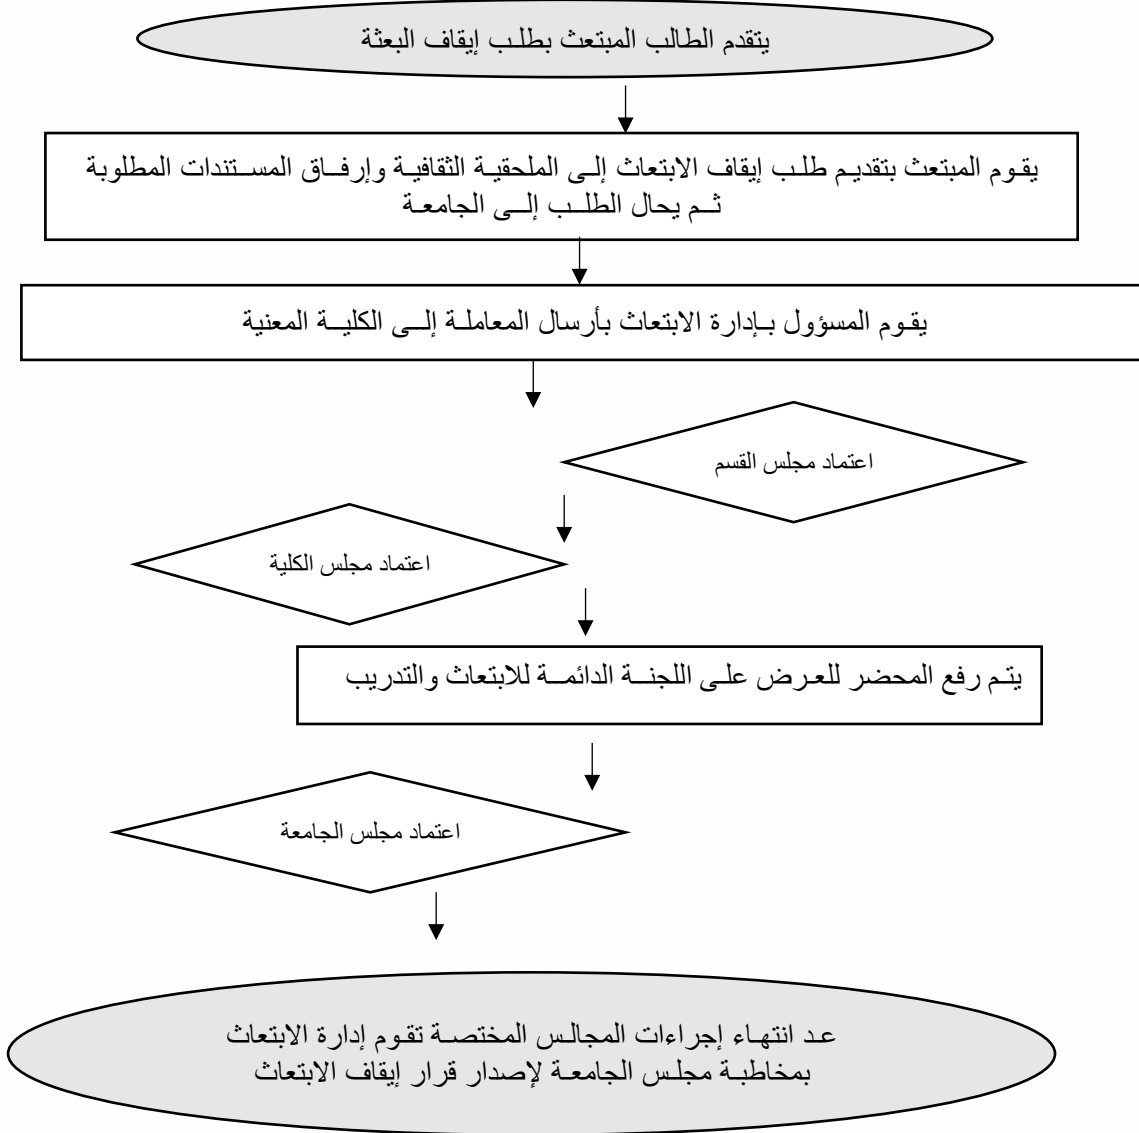 يتقدم الطالب المبتعث بطلب إيقاف البعثة
يقوم المبتعث بتقديم طلب إيقاف الابتعاث إلى الملحقية الثقافية وإرفاق المستندات المطلوبة
ثم يحال الطلب إلى الجامعة
يقوم المسؤول بإدارة الابتعاث بأرسال المعاملة إلى الكلية المعنية
اعتماد مجلس القسم
اعتماد مجلس الكلية
يتم رفع المحضر للعرض على اللجنة الدائمة للابتعاث والتدريب
اعتماد مجلس الجامعة
عد انتهاء إجراءات المجالس المختصة تقوم إدارة الابتعاث
بمخاطبة مجلس الجامعة لإصدار قرار إيقاف الابتعاث